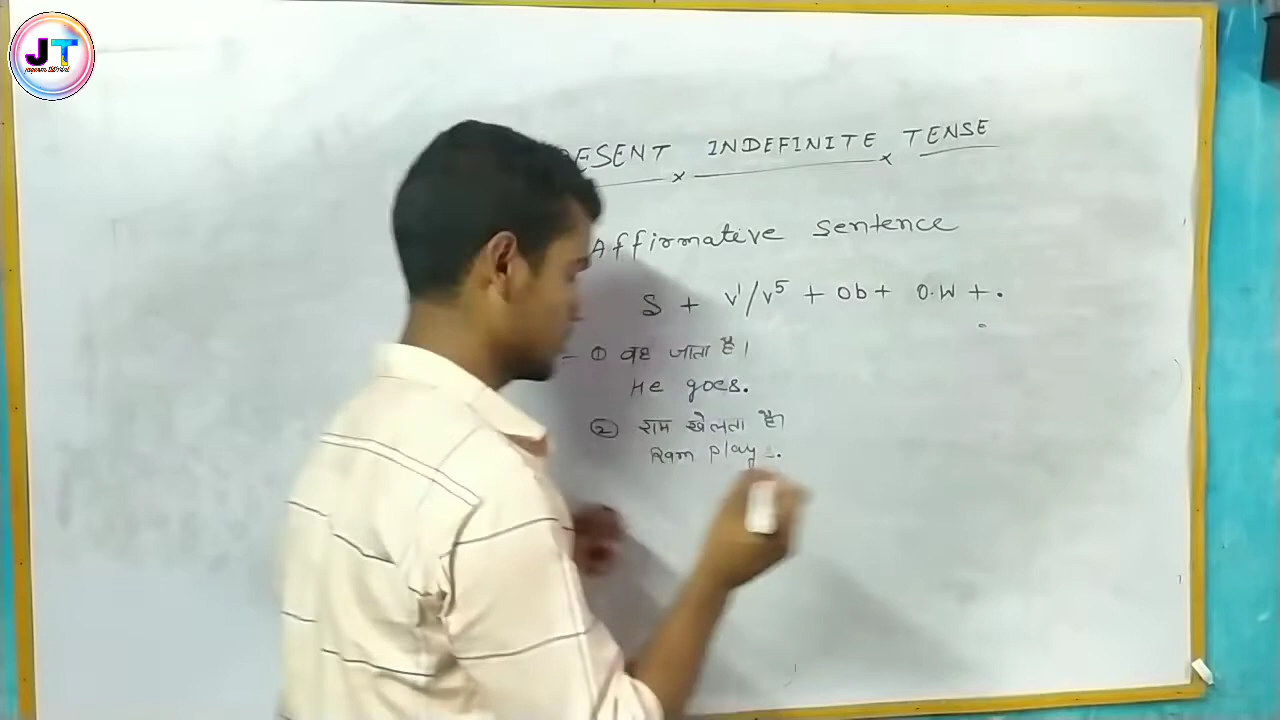 JT
ESENT INDEFINITE TENSE
Affirmative sentence
S + V¹/V⁵ + Ob + O.W + .
① वह जाता है।
He goes.
② राम खेलता है।
Ram plays.